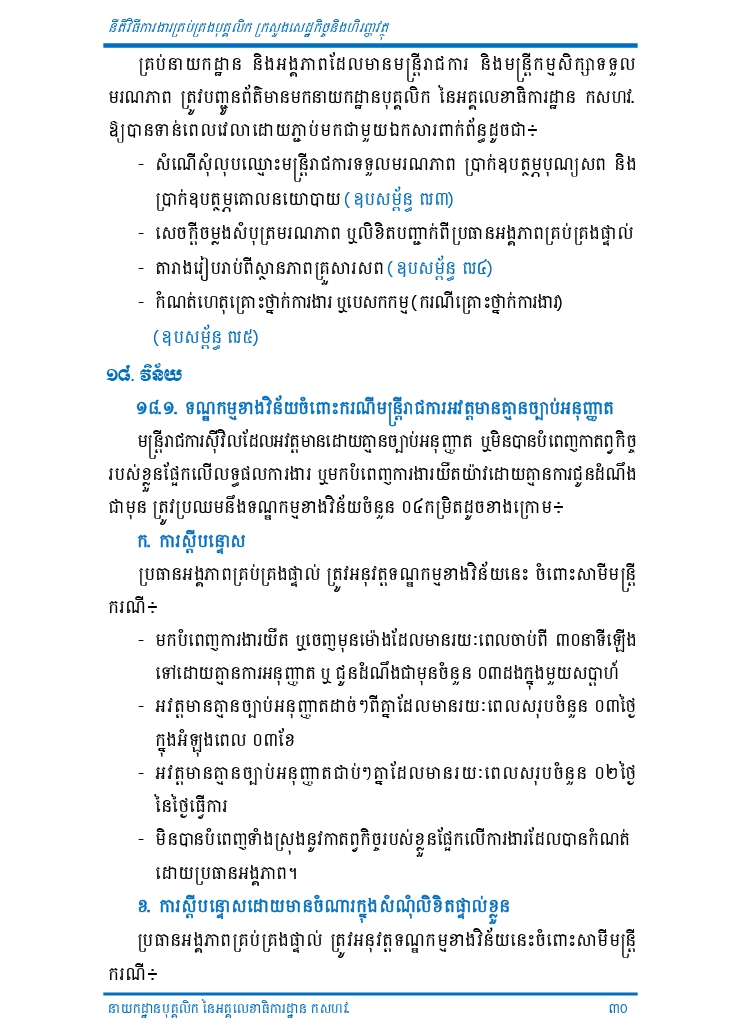 នីតិវិធីការងារគ្រប់គ្រងបុគ្គលិក ក្រសួងសេដ្ឋកិច្ចនិងហិរញ្ញវត្ថុ
គ្រប់នាយកដ្ឋាន និងអង្គភាពដែលមានមន្ត្រីរាជការ និងមន្ត្រីកម្មសិក្សាទទួល
មរណភាព ត្រូវបញ្ជូនព័ត៌មានមកនាយកដ្ឋានបុគ្គលិក នៃអគ្គលេខាធិការដ្ឋាន កសហវ.
ឱ្យបានទាន់ពេលវេលាដោយភ្ជាប់មកជាមួយឯកសារពាក់ព័ន្ធដូចជា÷
- សំណើសុំលុបឈ្មោះមន្ត្រីរាជការទទួលមរណភាព ប្រាក់ឧបត្ថម្ភបុណ្យសព និង
ប្រាក់ឧបត្ថម្ភគោលនយោបាយ (ឧបសម្ព័ន្ធ ៣)
- សេចក្តីចម្លងសំបុត្រមរណភាព ឬលិខិតបញ្ជាក់ពីប្រធានអង្គភាពគ្រប់គ្រងផ្ទាល់
- តារាងរៀបរាប់ពីស្ថានភាពគ្រួសារសព (ឧបសម្ព័ន្ធ ៤)
- កំណត់ហេតុគ្រោះថ្នាក់ការងារ ឬបេសកកម្ម (ករណីគ្រោះថ្នាក់ការងារ)
(ឧបសម្ព័ន្ធ ៥)
១៨. វិន័យ
១៨.១. ទណ្ឌកម្មខាងវិន័យចំពោះករណីមន្ត្រីរាជការអវត្តមានគ្មានច្បាប់អនុញ្ញាត
មន្ត្រីរាជការស៊ីវិលដែលអវត្តមានដោយគ្មានច្បាប់អនុញ្ញាត ឬមិនបានបំពេញកាតព្វកិច្ច
របស់ខ្លួនផ្អែកលើលទ្ធផលការងារ ឬមកបំពេញការងារយឺតយ៉ាវដោយគ្មានការជូនដំណឹង
ជាមុន ត្រូវប្រឈមនឹងទណ្ឌកម្មខាងវិន័យចំនួន ០៤កម្រិតដូចខាងក្រោម÷
ក. ការស្តីបន្ទោស
ប្រធានអង្គភាពគ្រប់គ្រងផ្ទាល់ ត្រូវអនុវត្តទណ្ឌកម្មខាងវិន័យនេះ ចំពោះសាមីមន្ត្រី
ករណី÷
- មកបំពេញការងារយឺត ឬចេញមុនម៉ោងដែលមានរយៈពេលចាប់ពី ៣០នាទីឡើង
ទៅដោយគ្មានការអនុញ្ញាត ឬ ជូនដំណឹងជាមុនចំនួន ០៣ដងក្នុងមួយសប្តាហ៍
- អវត្តមានគ្មានច្បាប់អនុញ្ញាតដាច់ៗពីគ្នាដែលមានរយៈពេលសរុបចំនួន ០៣ថ្ងៃ
ក្នុងអំឡុងពេល ០៣ខែ
- អវត្តមានគ្មានច្បាប់អនុញ្ញាតជាប់ៗគ្នាដែលមានរយៈពេលសរុបចំនួន ០២ថ្ងៃ
នៃថ្ងៃធ្វើការ
- មិនបានបំពេញទាំងស្រុងនូវកាតព្វកិច្ចរបស់ខ្លួនផ្អែកលើការងារដែលបានកំណត់
ដោយប្រធានអង្គភាព។
ខ. ការស្តីបន្ទោសដោយមានចំណារក្នុងសំណុំលិខិតផ្ទាល់ខ្លួន
ប្រធានអង្គភាពគ្រប់គ្រងផ្ទាល់ ត្រូវអនុវត្តទណ្ឌកម្មខាងវិន័យនេះចំពោះសាមីមន្ត្រី
ករណី÷
នាយកដ្ឋានបុគ្គលិក នៃអគ្គលេខាធិការដ្ឋាន កសហវ. ៣០